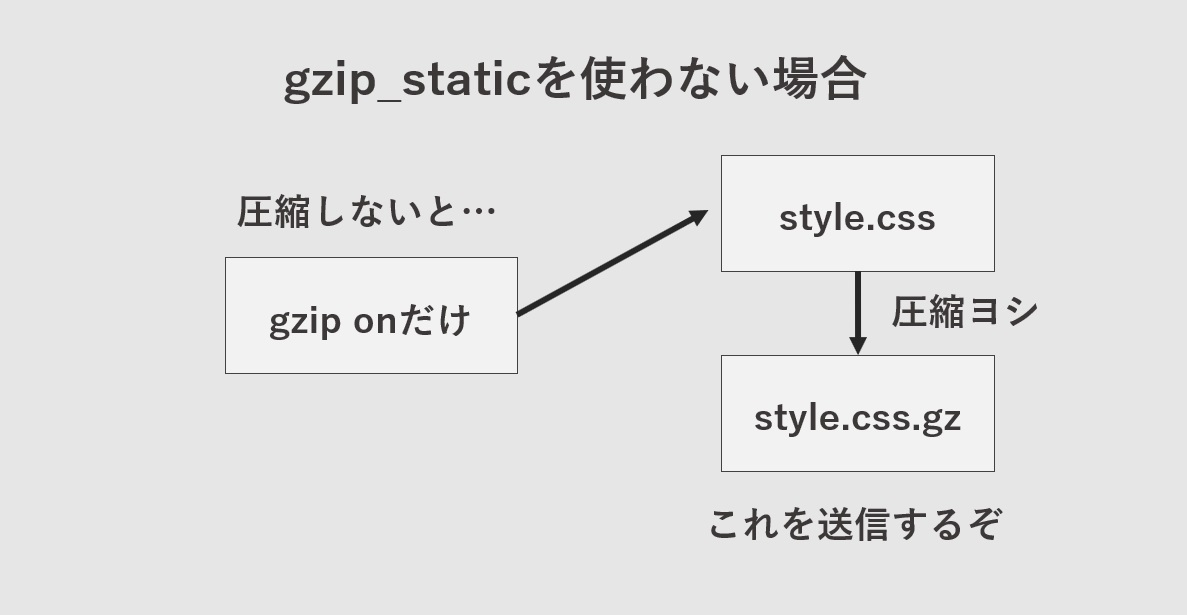 gzip_staticを使わない場合
圧縮しないと…
gzip onだけ
style.css
圧縮ヨシ
style.css.gz
これを送信するぞ